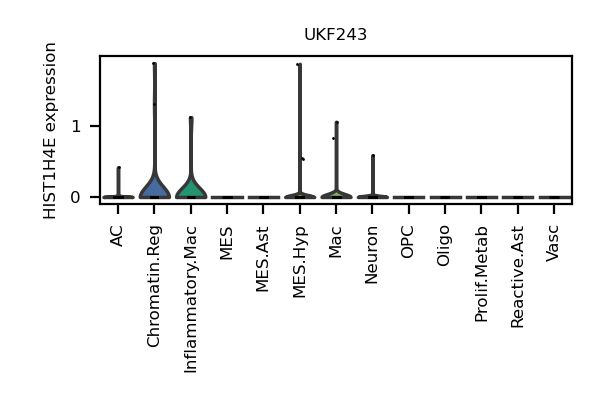 UKF243
HIST1H4E expression
1
0
AC
Chromatin.Reg
Inflammatory.Mac
MES
MES.Ast
MES.Hyp
Mac
Neuron
OPC
Oligo
Prolif.Metab
Reactive.Ast
Vasc